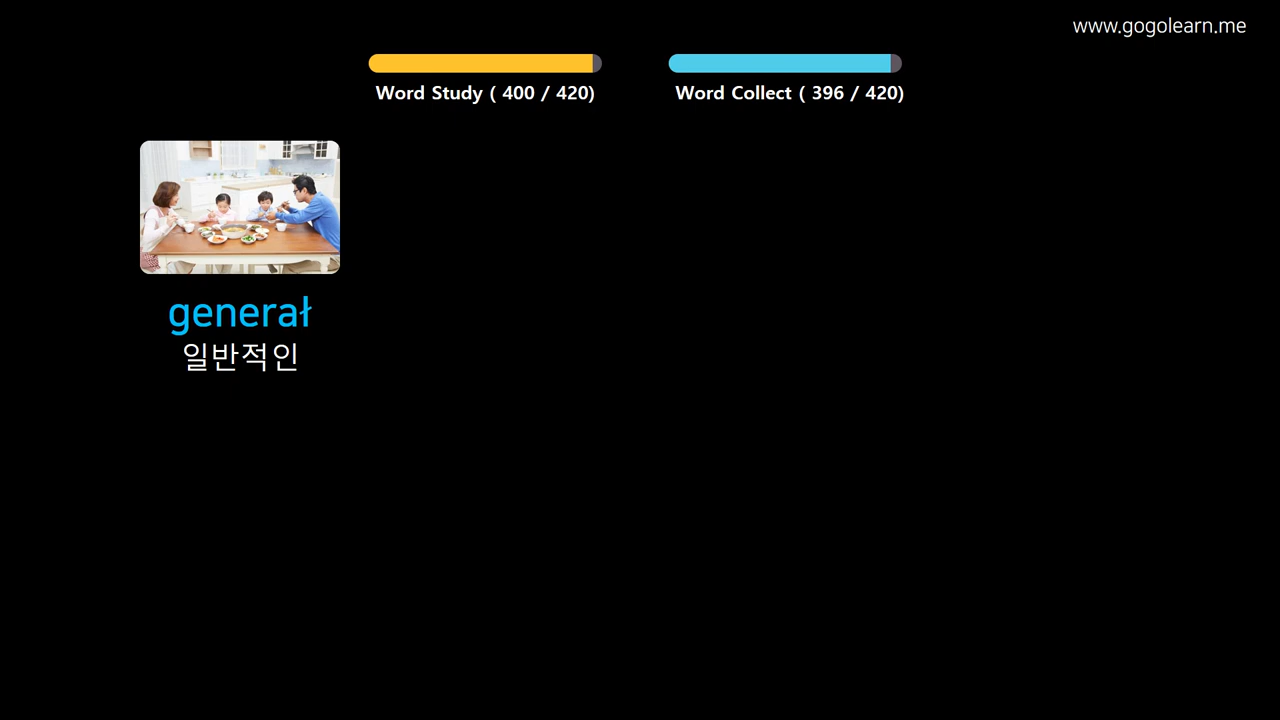 www.gogolearn.me
Word Study ( 400 / 420)
Word Collect ( 396 / 420)
generał
일반적인